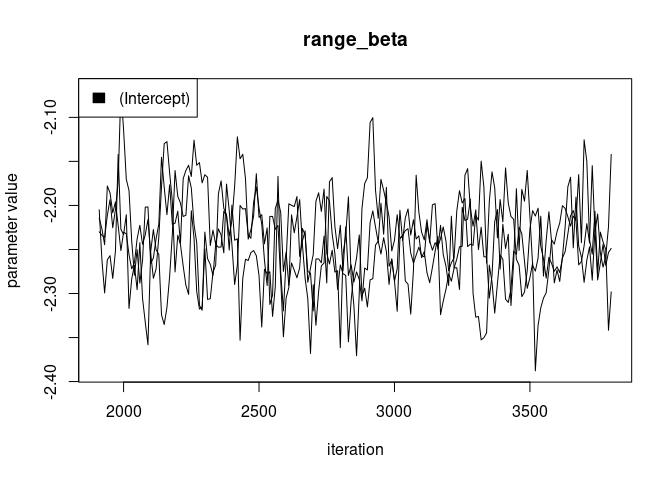 range_beta
(Intercept)
parameter value
-2.10
-2.20
-2.30
-2.40
2000
2500
3000
3500
iteration